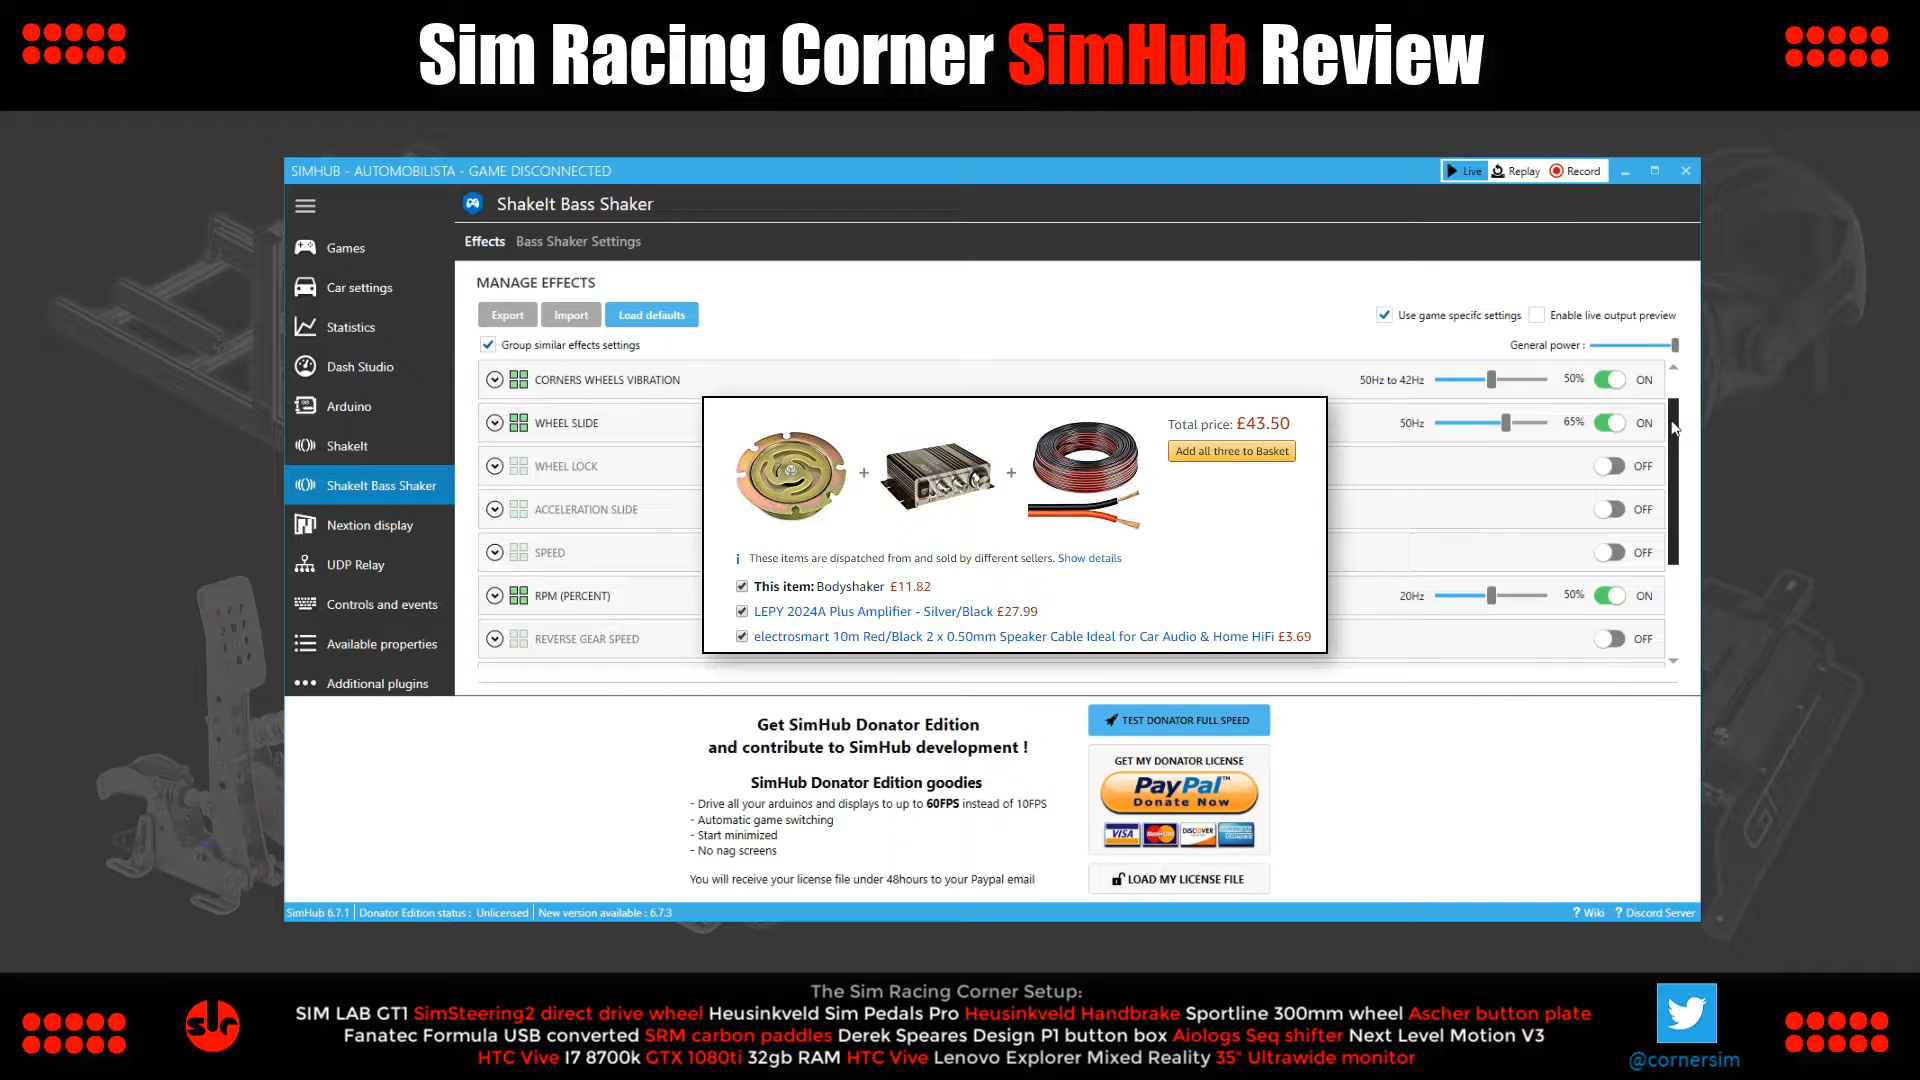 Sim Racing Corner SimHub Review
SIMHUB - AUTOMOBILISTA - GAME DISCONNECTED
Live Replay Record
ShakeIt Bass Shaker
Games
Car settings
Statistics
Dash Studio
Arduino
ShakeIt
ShakeIt Bass Shaker
Nextion display
UDP Relay
Controls and events
Available properties
Additional plugins
Effects Bass Shaker Settings
MANAGE EFFECTS
Export Import Load defaults
Use game specifc settings Enable live output preview
Group similar effects settings
General power :
CORNERS WHEELS VIBRATION 50Hz to 42Hz 50% ON
WHEEL SLIDE 50Hz 65% ON
WHEEL LOCK OFF
ACCELERATION SLIDE OFF
SPEED OFF
RPM (PERCENT) 20Hz 50% ON
REVERSE GEAR SPEED OFF
Total price: £43.50
Add all three to Basket
+ +
i These items are dispatched from and sold by different sellers. Show details
This item: Bodyshaker £11.82
LEPY 2024A Plus Amplifier - Silver/Black £27.99
electrosmart 10m Red/Black 2 x 0.50mm Speaker Cable Ideal for Car Audio & Home HiFi £3.69
Get SimHub Donator Edition
and contribute to SimHub development !
SimHub Donator Edition goodies
- Drive all your arduinos and displays to up to 60FPS instead of 10FPS
- Automatic game switching
- Start minimized
- No nag screens
You will receive your license file under 48hours to your Paypal email
TEST DONATOR FULL SPEED
GET MY DONATOR LICENSE
PayPal™
Donate Now
VISA MasterCard DISCOVER
LOAD MY LICENSE FILE
SimHub 6.7.1 Donator Edition status : Unlicensed New version available : 6.7.3
? Wiki ? Discord Server
The Sim Racing Corner Setup:
SIM LAB GT1 SimSteering2 direct drive wheel Heusinkveld Sim Pedals Pro Heusinkveld Handbrake Sportline 300mm wheel Ascher button plate
Fanatec Formula USB converted SRM carbon paddles Derek Speares Design P1 button box Aiologs Seq shifter Next Level Motion V3
HTC Vive I7 8700k GTX 1080ti 32gb RAM HTC Vive Lenovo Explorer Mixed Reality 35" Ultrawide monitor
@cornersim